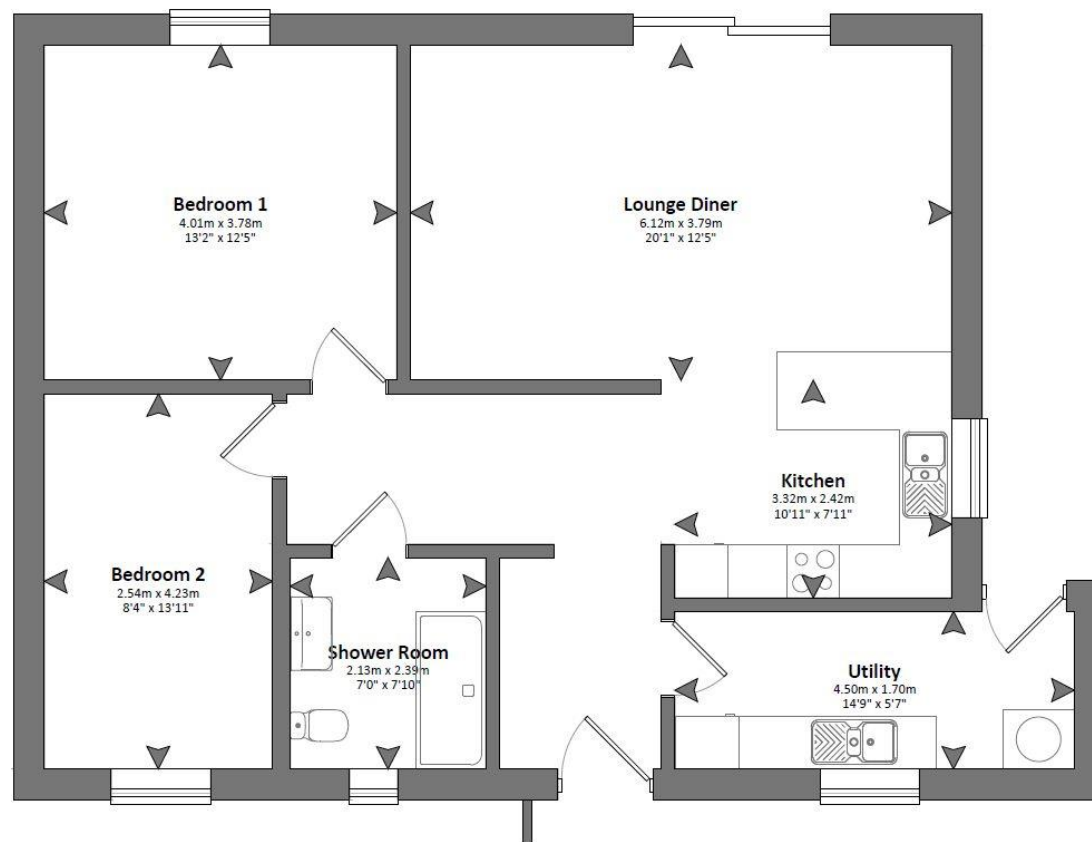 Bedroom 1
4.01m x 3.78m
13'2" x 12'5"
Lounge Diner
6.12m x 3.79m
20'1" x 12'5"
Kitchen
3.32m x 2.42m
10'11" x 7'11"
Bedroom 2
2.54m x 4.23m
8'4" x 13'11"
Shower Room
2.13m x 2.39m
7'0" x 7'10"
Utility
4.50m x 1.70m
14'9" x 5'7"